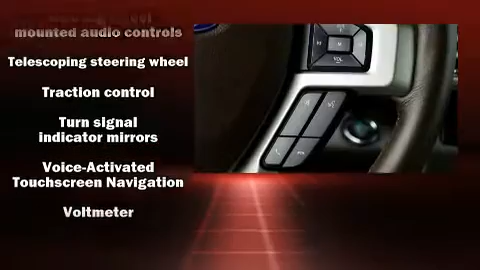 mounted audio controls
Telescoping steering wheel
Traction control
Turn signal
indicator mirrors
Voice-Activated
Touchscreen Navigation
Voltmeter